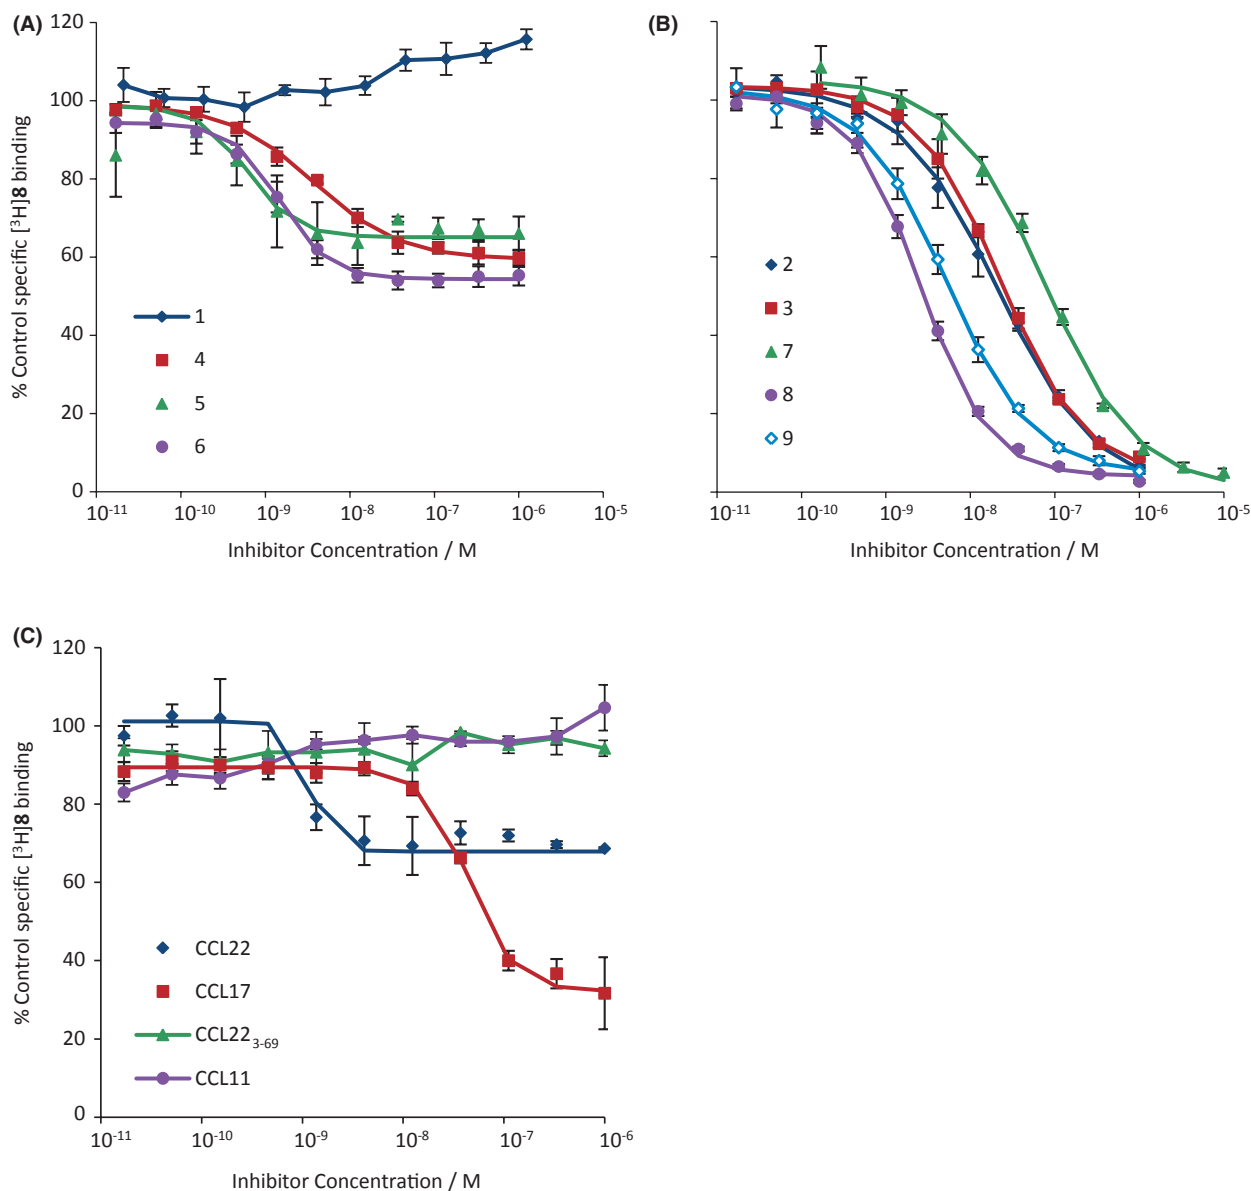 (A)
120
100
80
60
40
20
0
% Control specific [³H]8 binding
1
4
5
6
10⁻¹¹ 10⁻¹⁰ 10⁻⁹ 10⁻⁸ 10⁻⁷ 10⁻⁶ 10⁻⁵
Inhibitor Concentration / M
(B)
2
3
7
8
9
10⁻¹¹ 10⁻¹⁰ 10⁻⁹ 10⁻⁸ 10⁻⁷ 10⁻⁶ 10⁻⁵
Inhibitor Concentration / M
(C)
120
100
80
60
40
20
0
% Control specific [³H]8 binding
CCL22
CCL17
CCL22₃₋₆₉
CCL11
10⁻¹¹ 10⁻¹⁰ 10⁻⁹ 10⁻⁸ 10⁻⁷ 10⁻⁶
Inhibitor Concentration / M